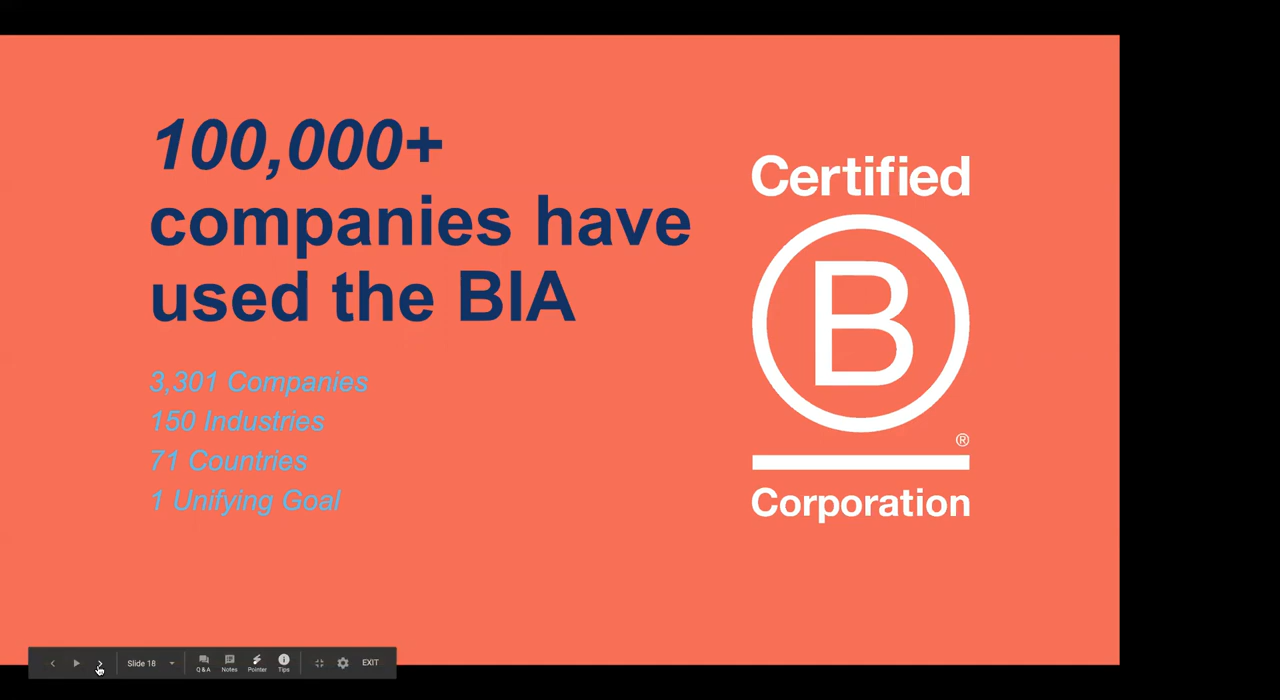 100,000+
companies have
used the BIA
3,301 Companies
150 Industries
71 Countries
1 Unifying Goal
Certified
B
®
Corporation
Slide 18
Q & A
Notes
Pointer
Tips
EXIT